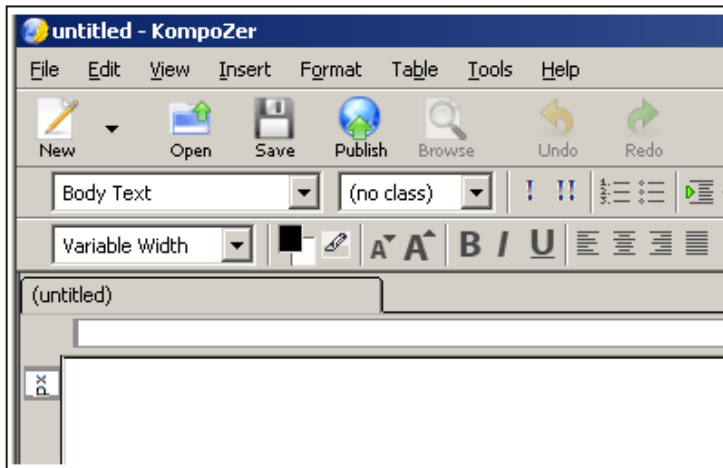 untitled - KompoZer
File Edit View Insert Format Table Tools Help
New Open Save Publish Browse Undo Redo
Body Text (no class) ! !!
Variable Width A A B I U
(untitled)
px